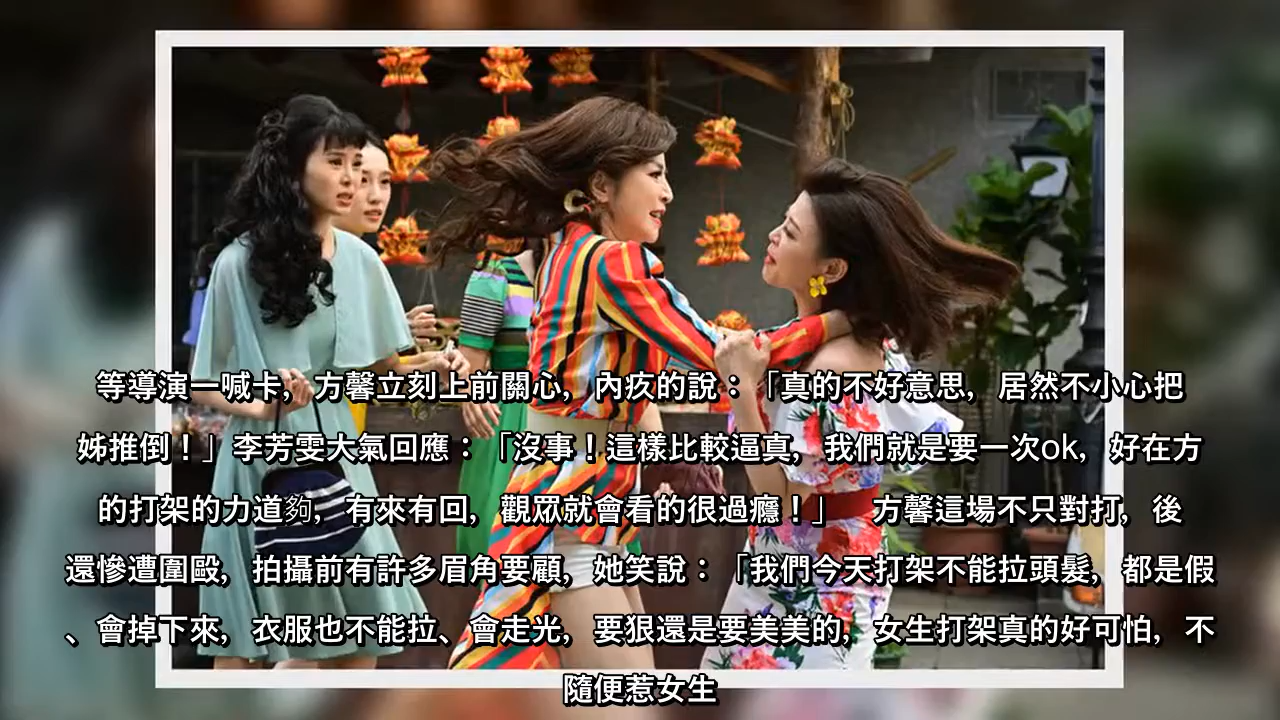 等導演一喊卡，方馨立刻上前關心，內疚的說：「真的不好意思，居然不小心把
姊推倒！」李芳雯大氣回應：「沒事！這樣比較逼真，我們就是要一次ok，好在方
的打架的力道夠，有來有回，觀眾就會看的很過癮！」　方馨這場不只對打，後
還慘遭圍毆，拍攝前有許多眉角要顧，她笑說：「我們今天打架不能拉頭髮，都是假
、會掉下來，衣服也不能拉、會走光，要狠還是要美美的，女生打架真的好可怕，不
隨便惹女生